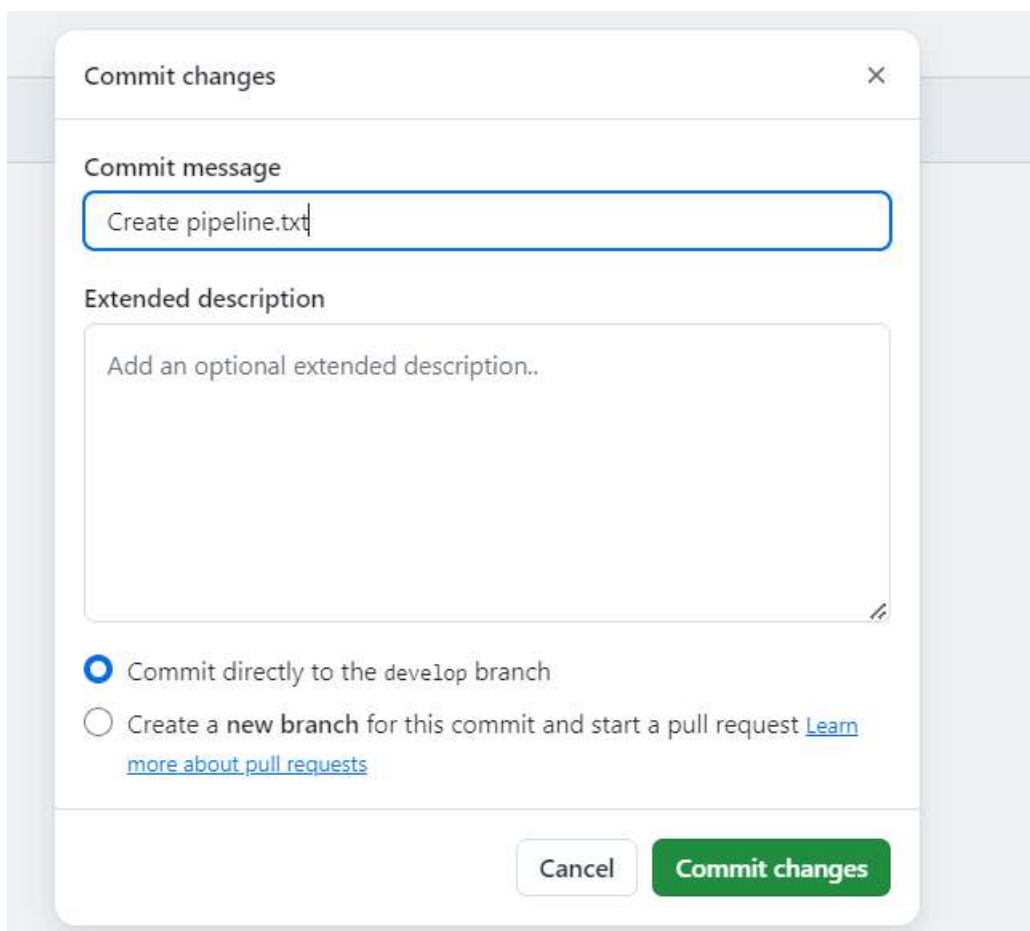 Commit changes
Commit message
Create pipeline.txt
Extended description
Add an optional extended description..
Commit directly to the develop branch
Create a new branch for this commit and start a pull request Learn
more about pull requests
Cancel
Commit changes